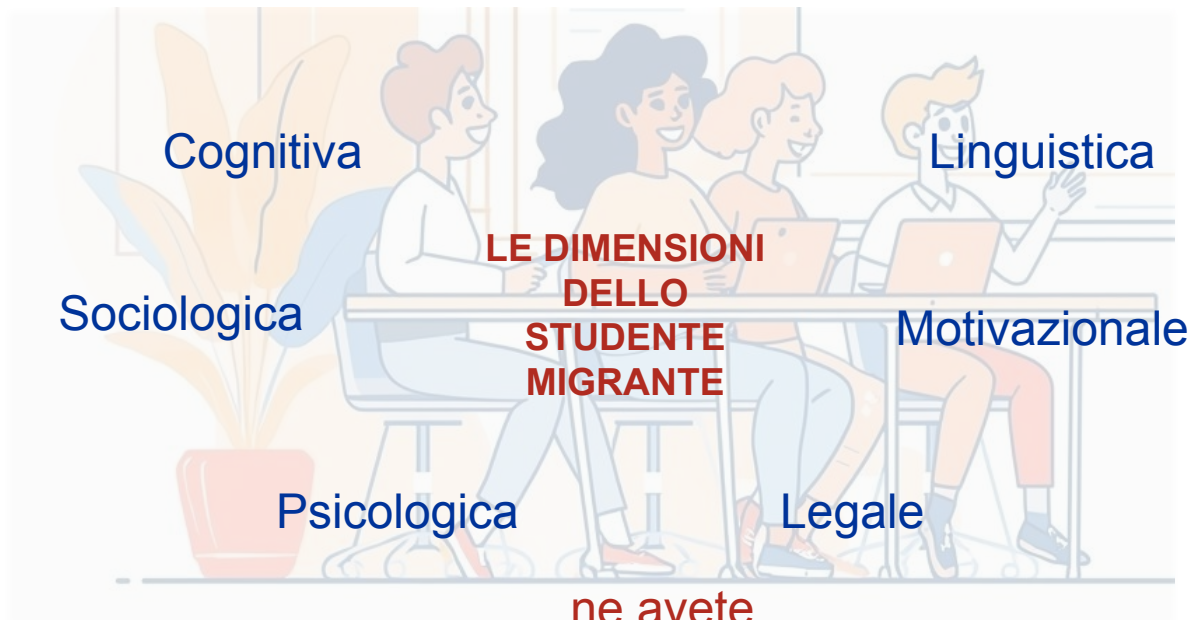 Cognitiva
Linguistica
LE DIMENSIONI
DELLO
STUDENTE
MIGRANTE
Sociologica
Motivazionale
Psicologica
Legale
ne avete